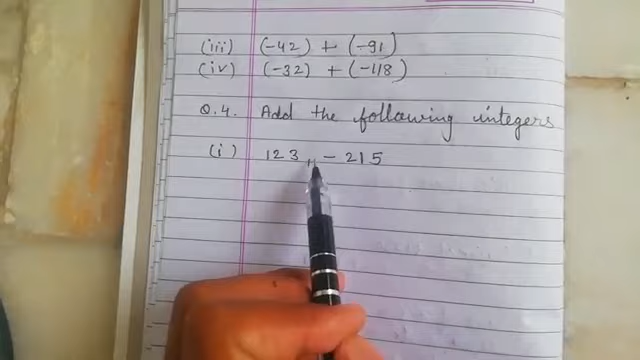 (iii) (-42) + (-91)
(iv) (-32) + (-118)
Q.4. Add the following integers
(i) 123, -215